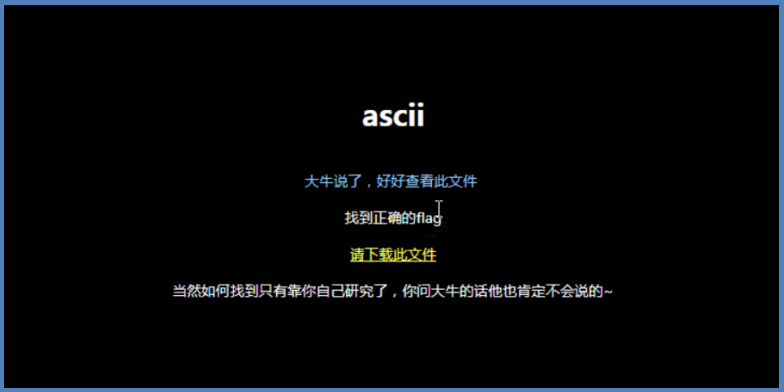 ascii
大牛说了，好好查看此文件
找到正确的flag
请下载此文件
当然如何找到只有靠你自己研究了，你问大牛的话他也肯定不会说的~